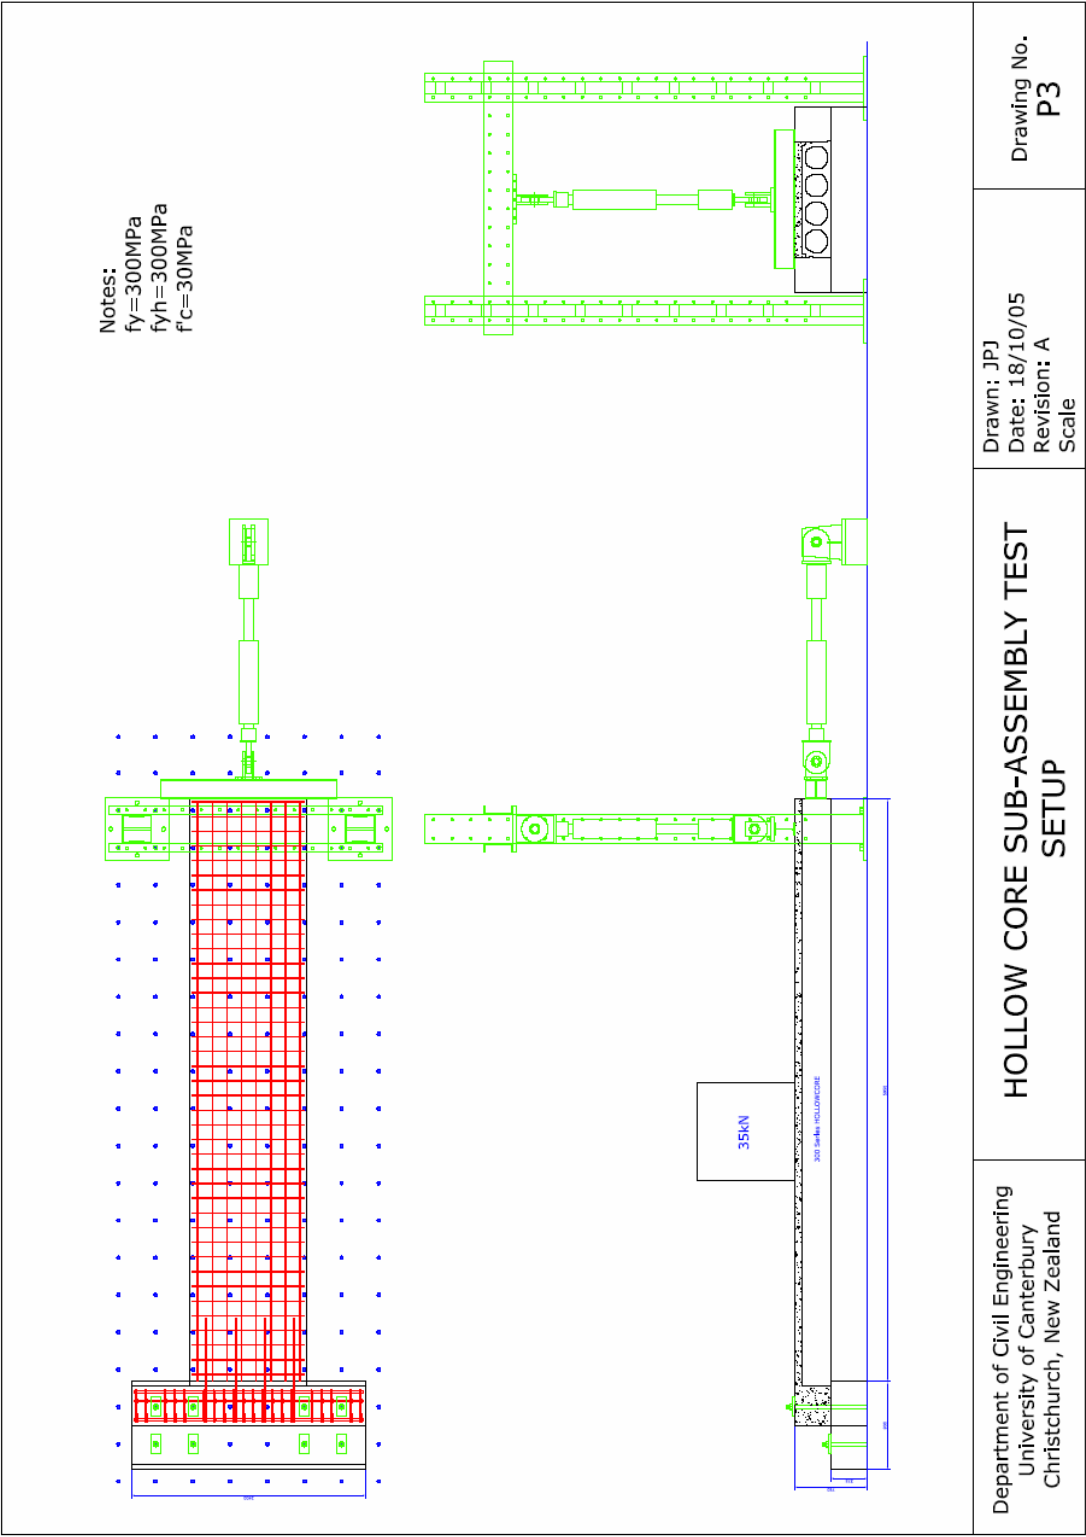 Notes:
fy=300MPa
fyh=300MPa
f'c=30MPa
35kN
300 Series HOLLOWCORE
Department of Civil Engineering
University of Canterbury
Christchurch, New Zealand
HOLLOW CORE SUB-ASSEMBLY TEST
SETUP
Drawn: JPJ
Date: 18/10/05
Revision: A
Scale
Drawing No.
P3